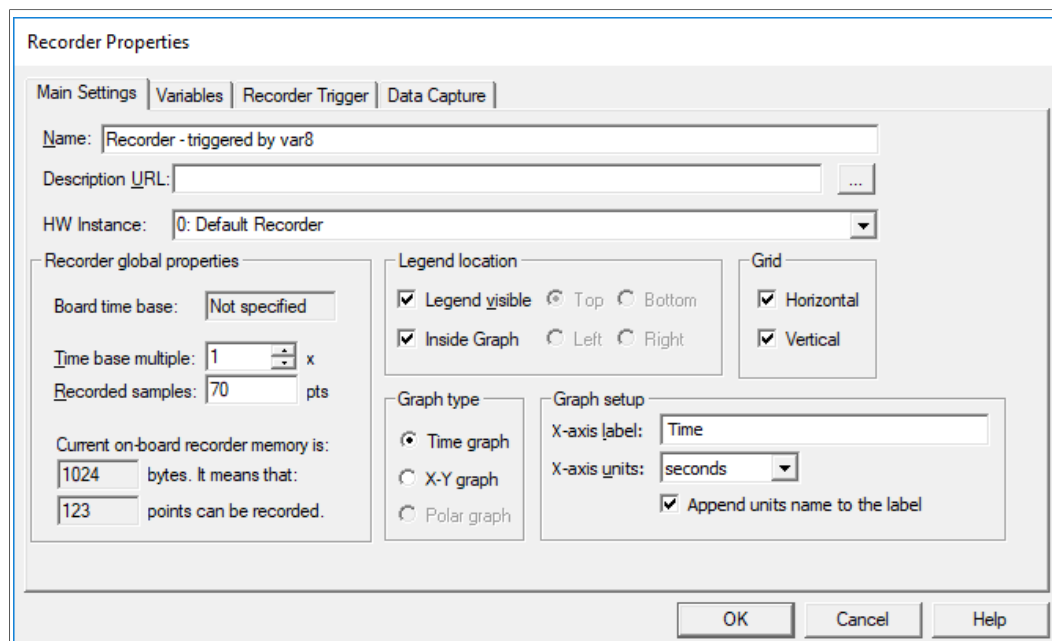 Recorder Properties
Main Settings Variables Recorder Trigger Data Capture
Name: Recorder - triggered by var8
Description URL: ...
HW Instance: 0: Default Recorder
Recorder global properties
Board time base: Not specified
Time base multiple: 1 x
Recorded samples: 70 pts
Current on-board recorder memory is:
1024 bytes. It means that:
123 points can be recorded.
Legend location
Legend visible Top Bottom
Inside Graph Left Right
Grid
Horizontal
Vertical
Graph type
Time graph
X-Y graph
Polar graph
Graph setup
X-axis label: Time
X-axis units: seconds
Append units name to the label
OK Cancel Help